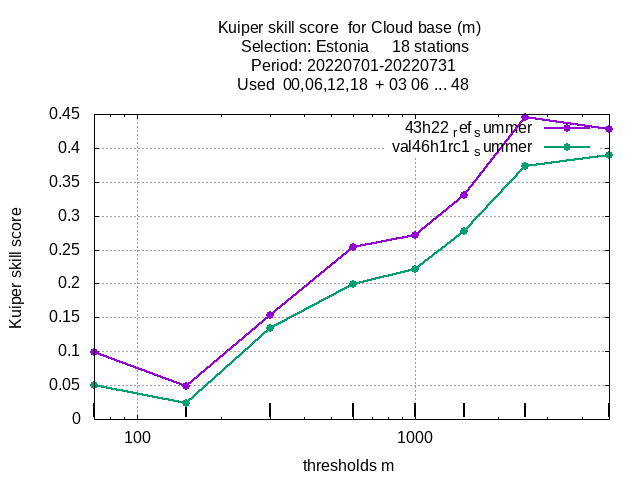 Kuiper skill score  for Cloud base (m)
Selection: Estonia     18 stations
Period: 20220701-20220731
Used  00,06,12,18  + 03 06 ... 48
0.45
0.4
0.35
0.3
0.25
0.2
0.15
0.1
0.05
0
Kuiper skill score
43h22 ref summer
val46h1rc1 summer
100
1000
thresholds m